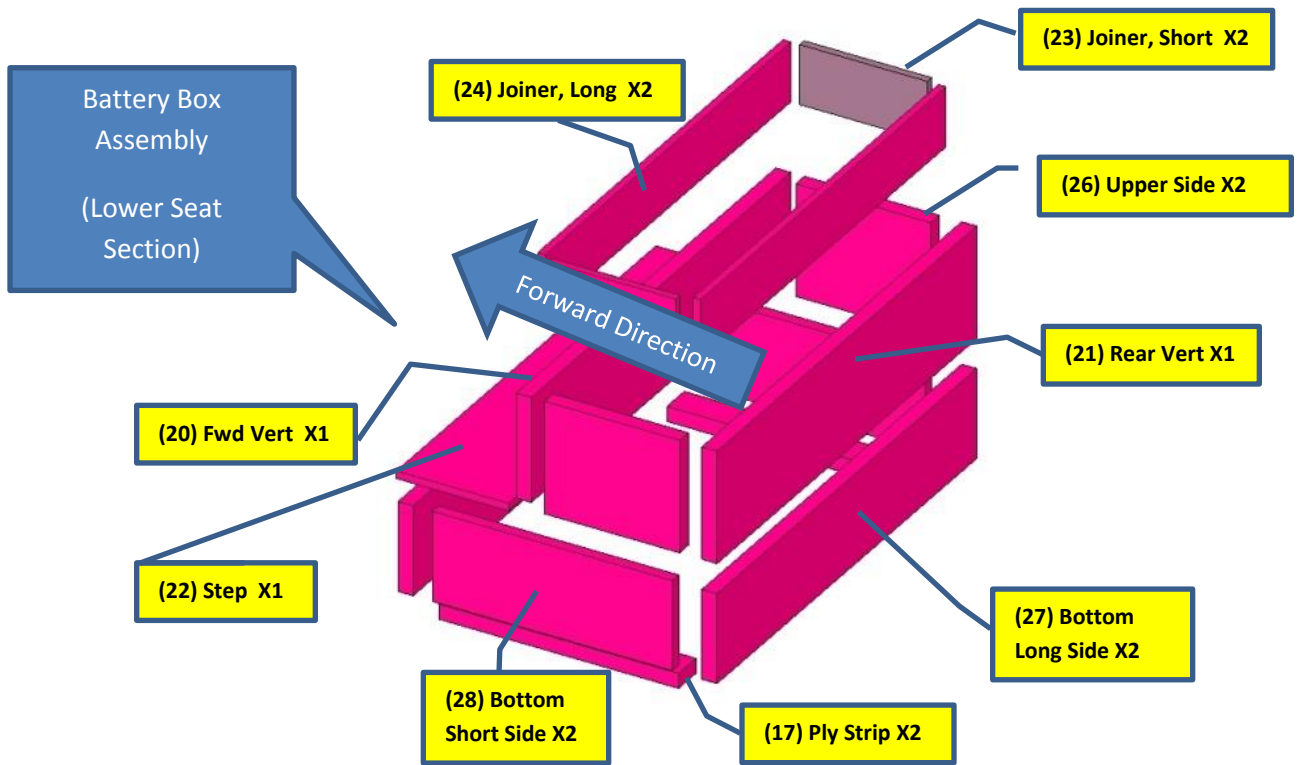 (23) Joiner, Short X2
Battery Box
Assembly
(Lower Seat
Section)
(24) Joiner, Long X2
(26) Upper Side X2
Forward Direction
(21) Rear Vert X1
(20) Fwd Vert X1
(22) Step X1
(27) Bottom
Long Side X2
(28) Bottom
Short Side X2
(17) Ply Strip X2